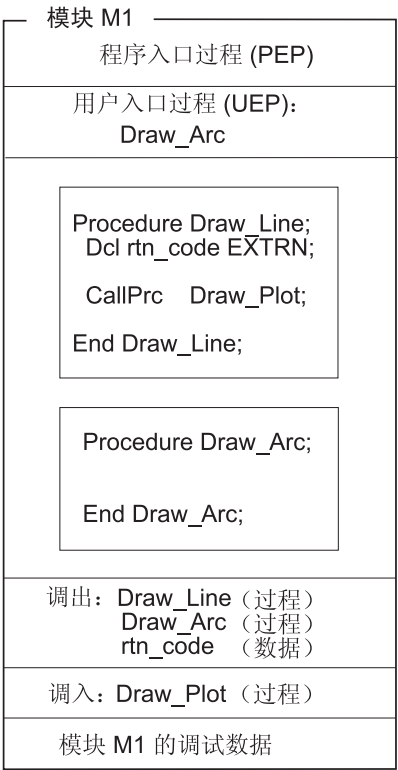 模块 M1
程序入口过程 (PEP)
用户入口过程 (UEP)：
Draw_Arc
Procedure Draw_Line;
Dcl rtn_code EXTRN;
CallPrc Draw_Plot;
End Draw_Line;
Procedure Draw_Arc;
End Draw_Arc;
调出：Draw_Line（过程）
Draw_Arc（过程）
rtn_code （数据）
调入：Draw_Plot（过程）
模块 M1 的调试数据